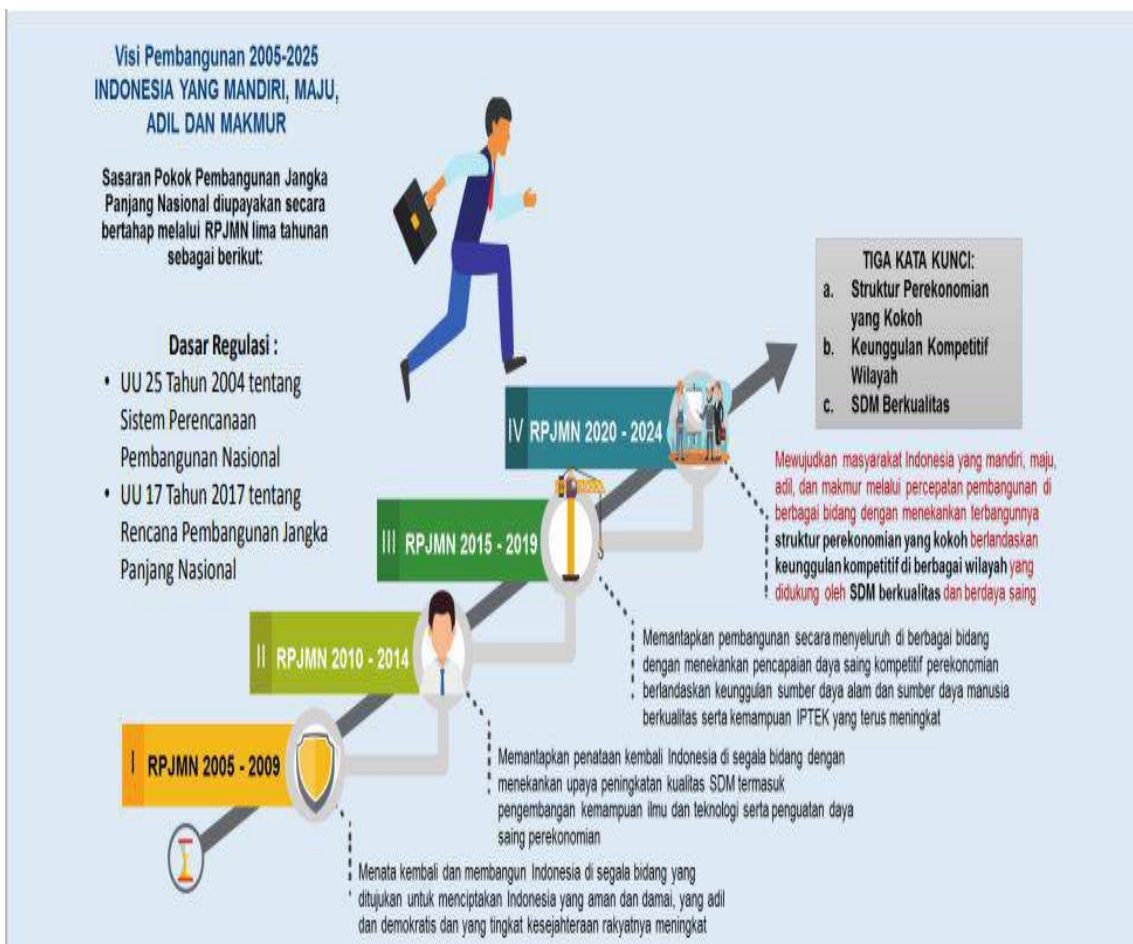 Visi Pembangunan 2005-2025
INDONESIA YANG MANDIRI, MAJU,
ADIL DAN MAKMUR
Sasaran Pokok Pembangunan Jangka
Panjang Nasional diupayakan secara
bertahap melalui RPJMN lima tahunan
sebagai berikut:
Dasar Regulasi :
• UU 25 Tahun 2004 tentang
Sistem Perencanaan
Pembangunan Nasional
• UU 17 Tahun 2017 tentang
Rencana Pembangunan Jangka
Panjang Nasional
TIGA KATA KUNCI:
a. Struktur Perekonomian
yang Kokoh
b. Keunggulan Kompetitif
Wilayah
c. SDM Berkualitas
IV RPJMN 2020 - 2024
Mewujudkan masyarakat Indonesia yang mandiri, maju,
adil, dan makmur melalui percepatan pembangunan di
berbagai bidang dengan menekankan terbangunnya
struktur perekonomian yang kokoh berlandaskan
keunggulan kompetitif di berbagai wilayah yang
didukung oleh SDM berkualitas dan berdaya saing
III RPJMN 2015 - 2019
Memantapkan pembangunan secara menyeluruh di berbagai bidang
dengan menekankan pencapaian daya saing kompetitif perekonomian
berlandaskan keunggulan sumber daya alam dan sumber daya manusia
berkualitas serta kemampuan IPTEK yang terus meningkat
II RPJMN 2010 - 2014
Memantapkan penataan kembali Indonesia di segala bidang dengan
menekankan upaya peningkatan kualitas SDM termasuk
pengembangan kemampuan ilmu dan teknologi serta penguatan daya
saing perekonomian
I RPJMN 2005 - 2009
Menata kembali dan membangun Indonesia di segala bidang yang
ditujukan untuk menciptakan Indonesia yang aman dan damai, yang adil
dan demokratis dan yang tingkat kesejahteraan rakyatnya meningkat